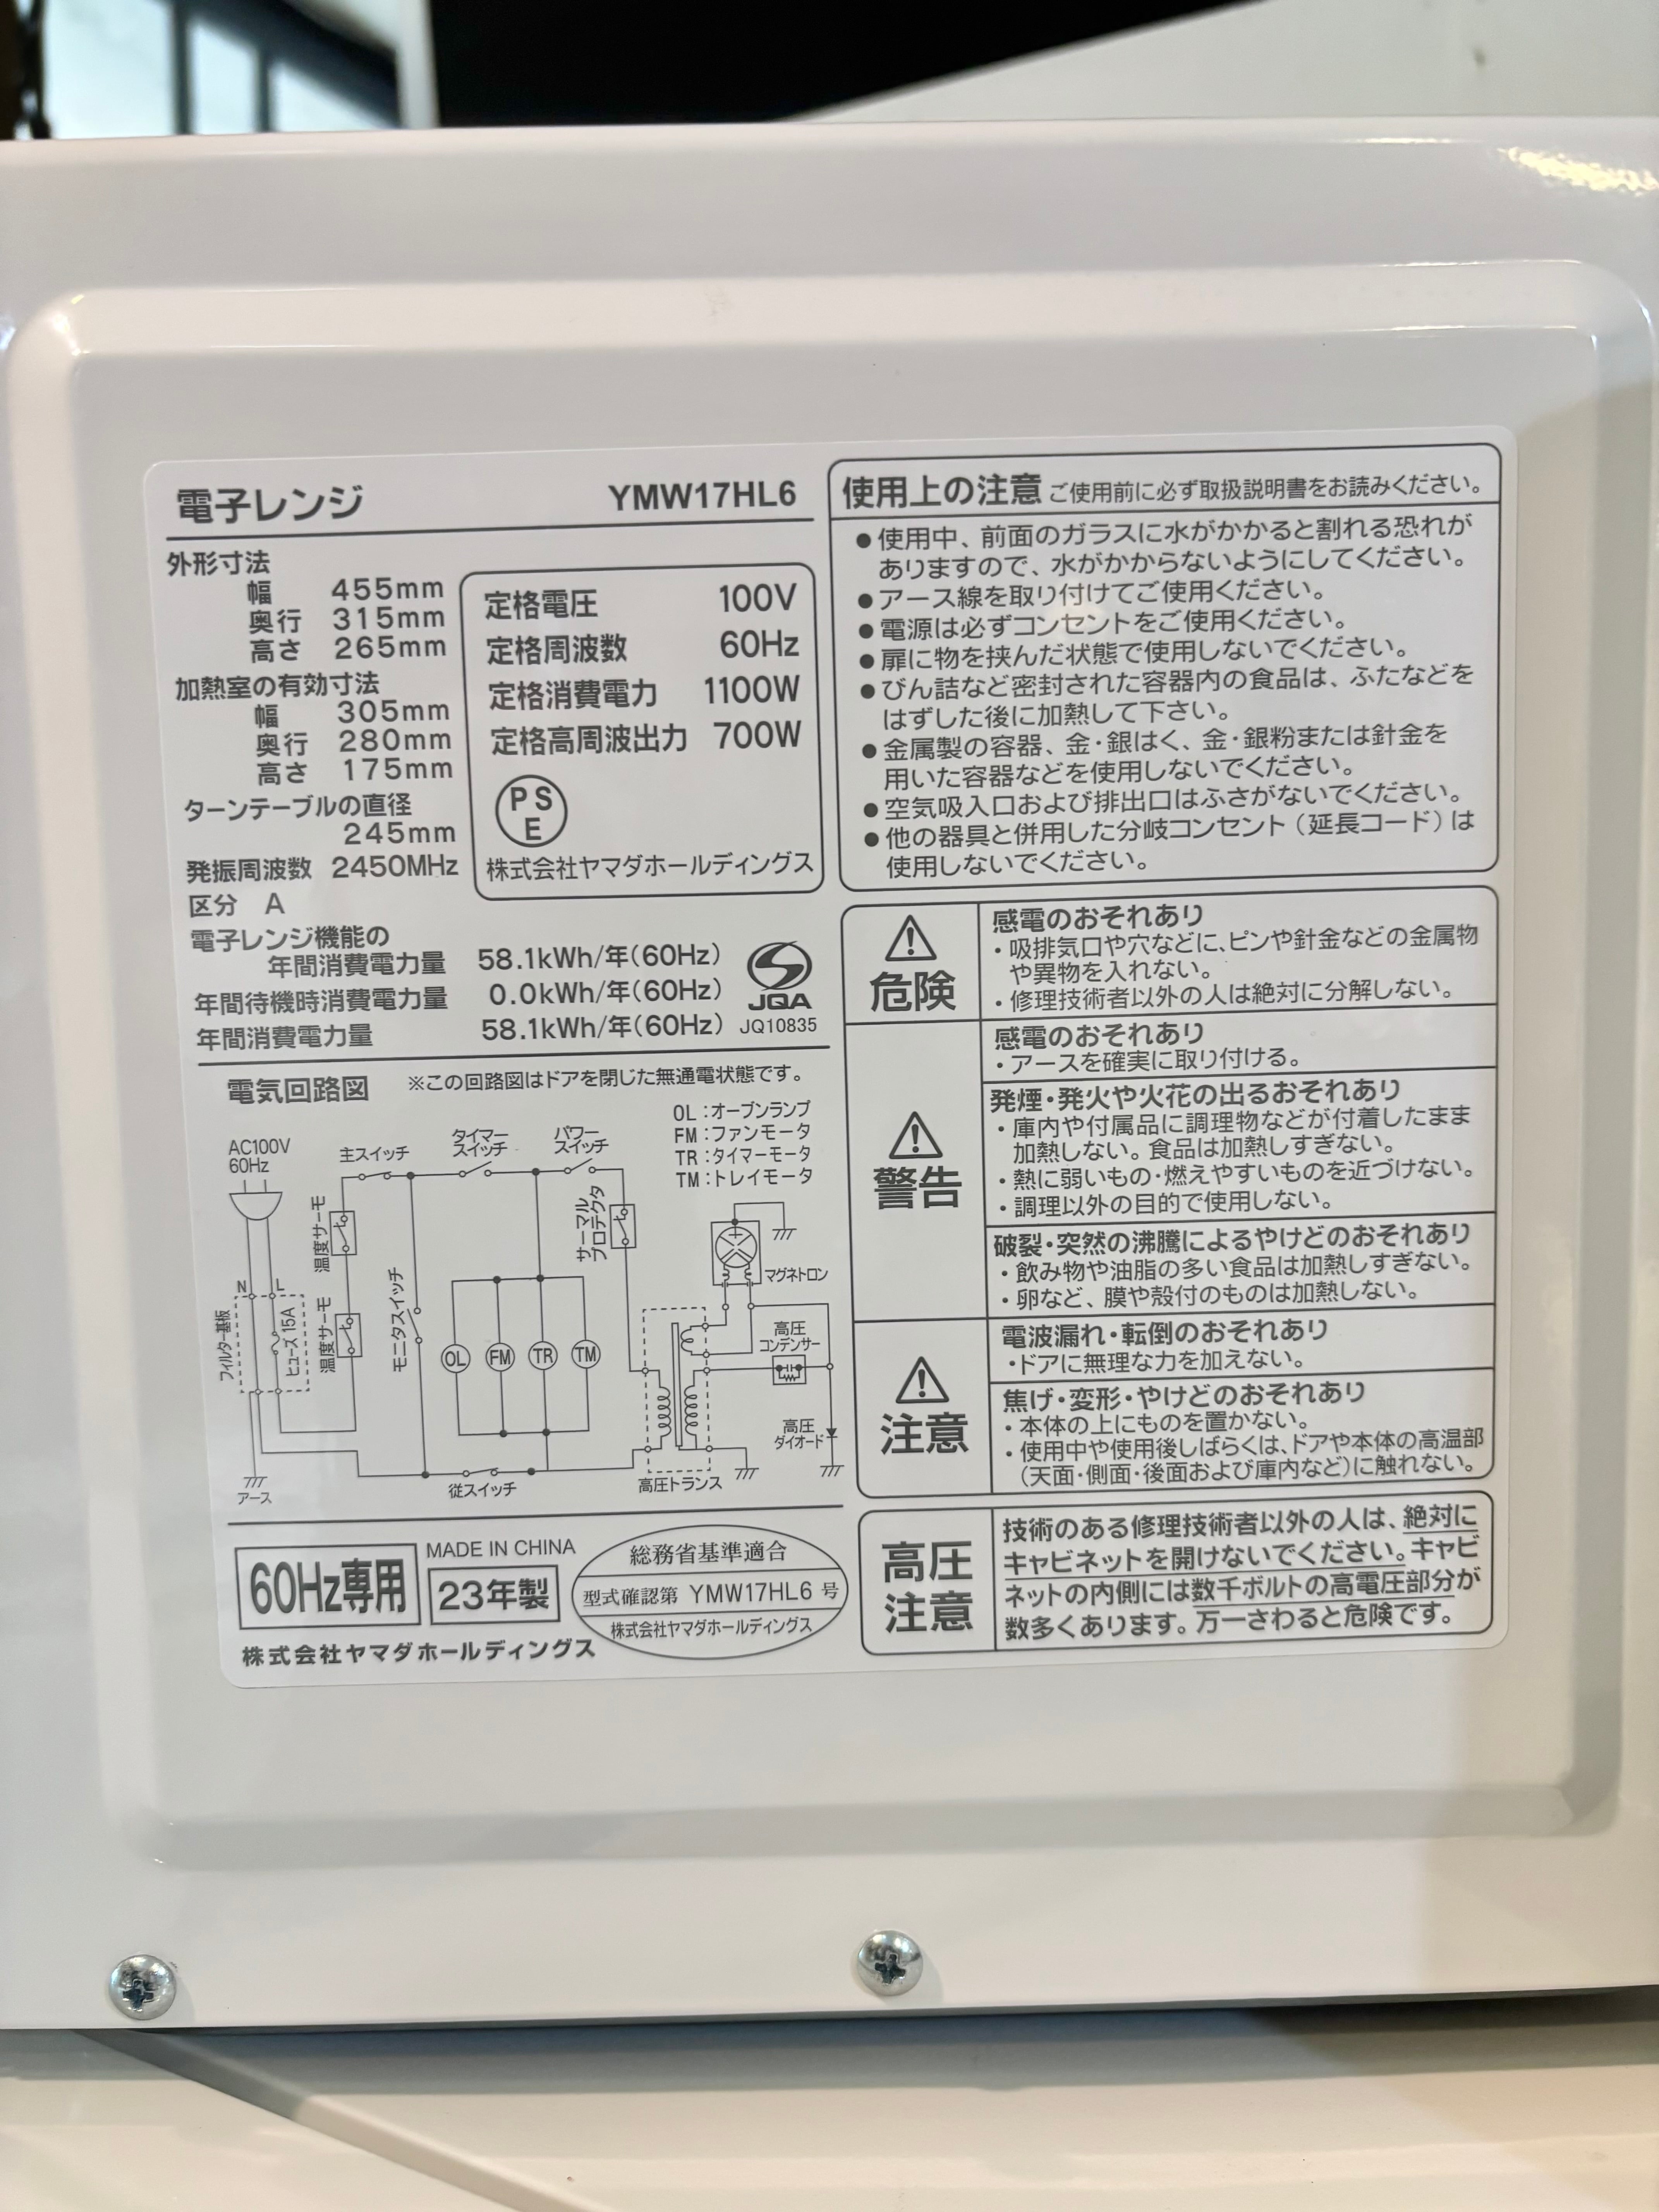 電子レンジ YMW17HL6
外形寸法
幅 455mm
奥行 315mm
高さ 265mm
加熱室の有効寸法
幅 305mm
奥行 280mm
高さ 175mm
ターンテーブルの直径
245mm
発振周波数 2450MHz
区分 A
定格電圧 100V
定格周波数 60Hz
定格消費電力 1100W
定格高周波出力 700W
PS
E
株式会社ヤマダホールディングス
電子レンジ機能の
年間消費電力量 58.1kWh/年(60Hz)
年間待機時消費電力量 0.0kWh/年(60Hz)
年間消費電力量 58.1kWh/年(60Hz)
JQA
JQ10835
電気回路図 ※この回路図はドアを閉じた無通電状態です。
OL:オーブンランプ
FM:ファンモータ
TR:タイマーモータ
TM:トレイモータ
AC100V
60Hz
主スイッチ
タイマー
スイッチ
パワー
スイッチ
温度サーモ
サーマル
プロテクタ
マグネトロン
N
L
フィルター基板
ヒューズ15A
温度サーモ
モニタスイッチ
OL
FM
TR
TM
高圧
コンデンサー
高圧
ダイオード
アース
従スイッチ
高圧トランス
60Hz専用
MADE IN CHINA
23年製
総務省基準適合
型式確認第 YMW17HL6 号
株式会社ヤマダホールディングス
株式会社ヤマダホールディングス
使用上の注意 ご使用前に必ず取扱説明書をお読みください。
●使用中、前面のガラスに水がかかると割れる恐れが
ありますので、水がかからないようにしてください。
●アース線を取り付けてご使用ください。
●電源は必ずコンセントをご使用ください。
●扉に物を挟んだ状態で使用しないでください。
●びん詰など密封された容器内の食品は、ふたなどを
はずした後に加熱して下さい。
●金属製の容器、金・銀はく、金・銀粉または針金を
用いた容器などを使用しないでください。
●空気吸入口および排出口はふさがないでください。
●他の器具と併用した分岐コンセント(延長コード)は
使用しないでください。
危険
感電のおそれあり
・吸排気口や穴などに、ピンや針金などの金属物
や異物を入れない。
・修理技術者以外の人は絶対に分解しない。
警告
感電のおそれあり
・アースを確実に取り付ける。
発煙・発火や火花の出るおそれあり
・庫内や付属品に調理物などが付着したまま
加熱しない。食品は加熱しすぎない。
・熱に弱いもの・燃えやすいものを近づけない。
・調理以外の目的で使用しない。
破裂・突然の沸騰によるやけどのおそれあり
・飲み物や油脂の多い食品は加熱しすぎない。
・卵など、膜や殻付のものは加熱しない。
注意
電波漏れ・転倒のおそれあり
・ドアに無理な力を加えない。
焦げ・変形・やけどのおそれあり
・本体の上にものを置かない。
・使用中や使用後しばらくは、ドアや本体の高温部
(天面・側面・後面および庫内など)に触れない。
高圧
注意
技術のある修理技術者以外の人は、絶対に
キャビネットを開けないでください。キャビ
ネットの内側には数千ボルトの高電圧部分が
数多くあります。万一さわると危険です。